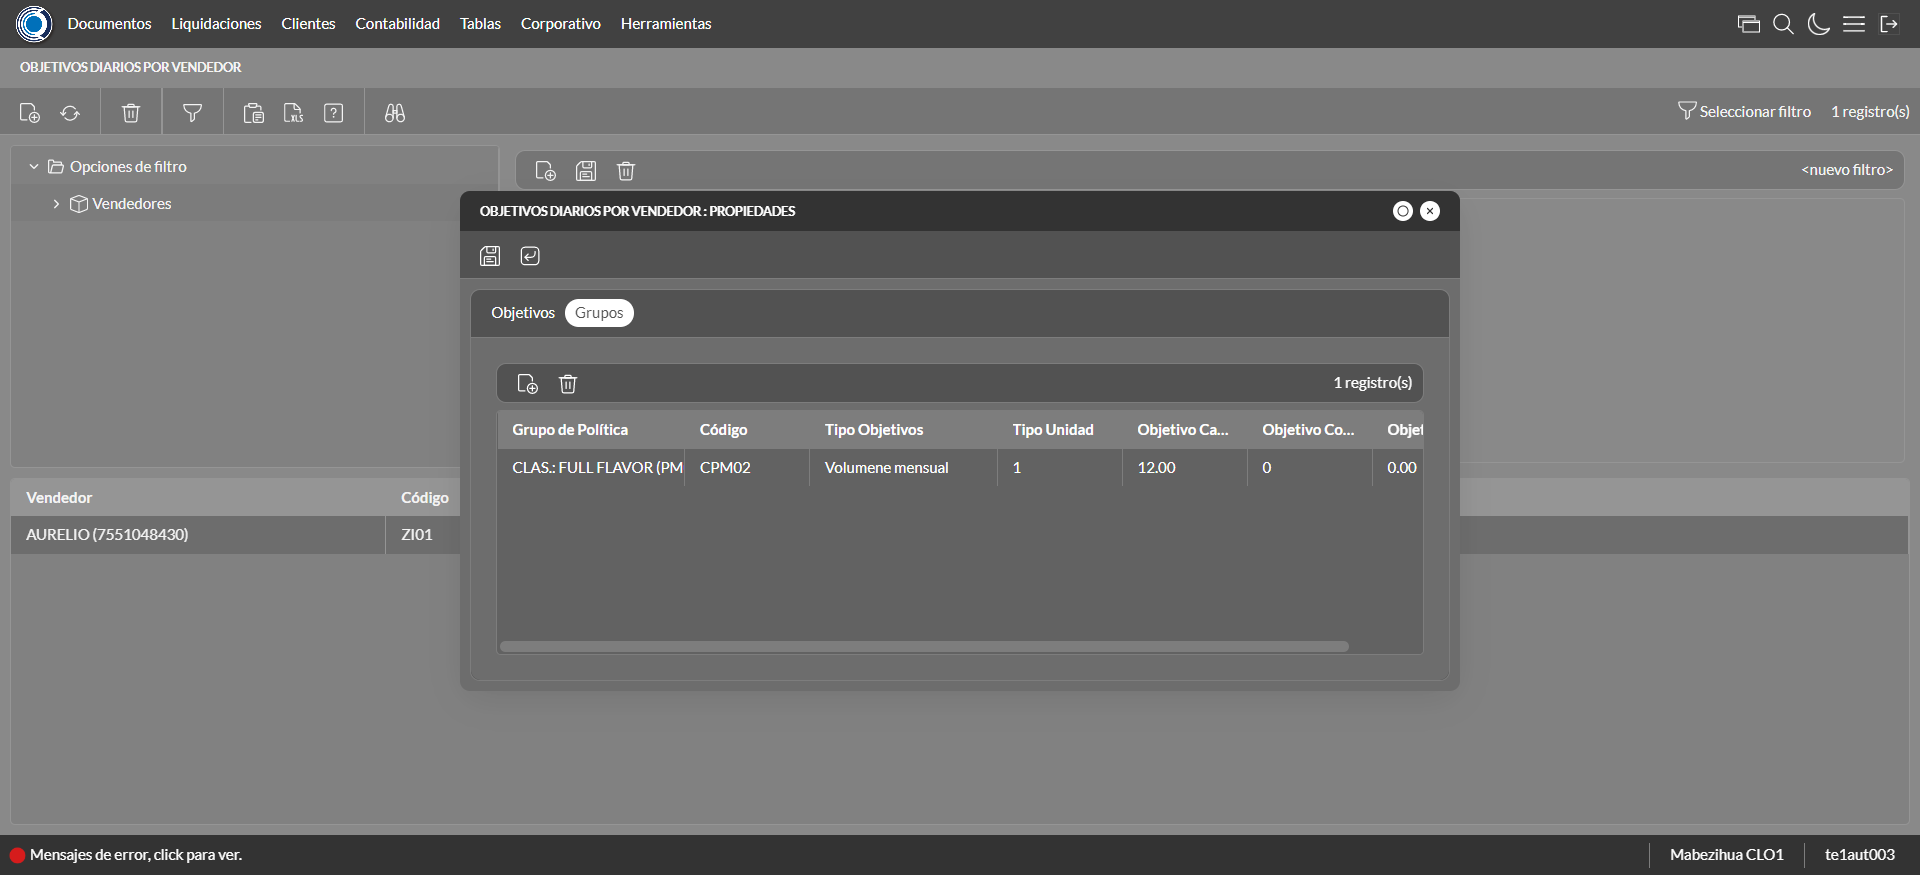 Documentos Liquidaciones Clientes Contabilidad Tablas Corporativo Herramientas
OBJETIVOS DIARIOS POR VENDEDOR
XLS
?
Seleccionar filtro 1 registro(s)
Opciones de filtro
<nuevo filtro>
Vendedores
OBJETIVOS DIARIOS POR VENDEDOR : PROPIEDADES
Objetivos Grupos
1 registro(s)
Grupo de Política Código Tipo Objetivos Tipo Unidad Objetivo Ca... Objetivo Co... Objet
CLAS.: FULL FLAVOR (PM CPM02 Volumene mensual 1 12.00 0 0.00
Vendedor Código
AURELIO (7551048430) ZI01
Mensajes de error, click para ver.
Mabezihua CLO1 te1aut003